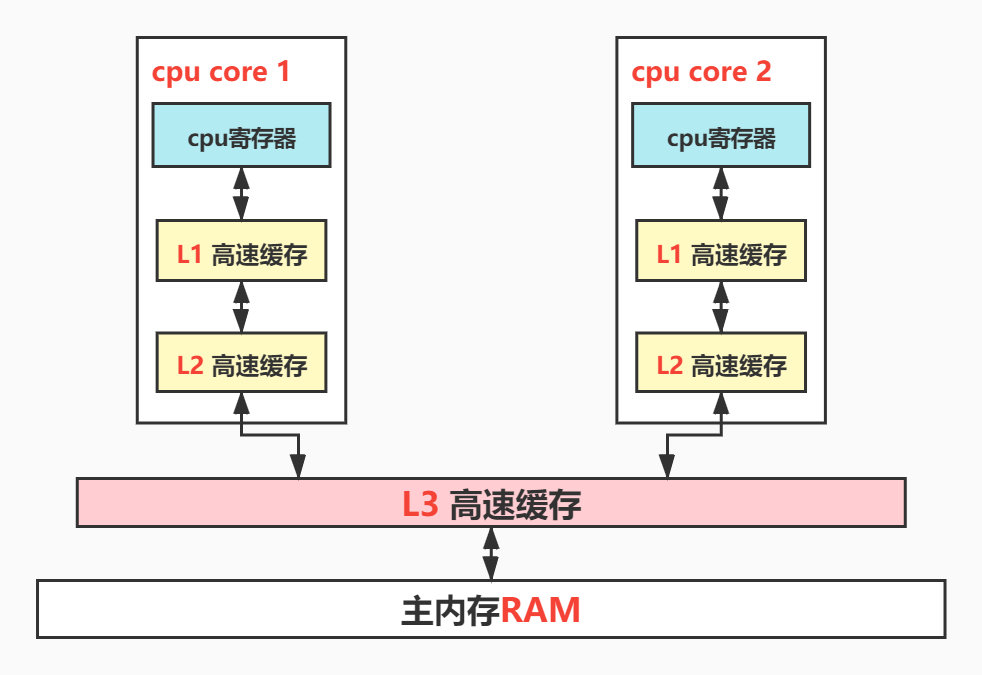 cpu core 1
cpu寄存器
L1 高速缓存
L2 高速缓存
cpu core 2
cpu寄存器
L1 高速缓存
L2 高速缓存
L3 高速缓存
主内存RAM